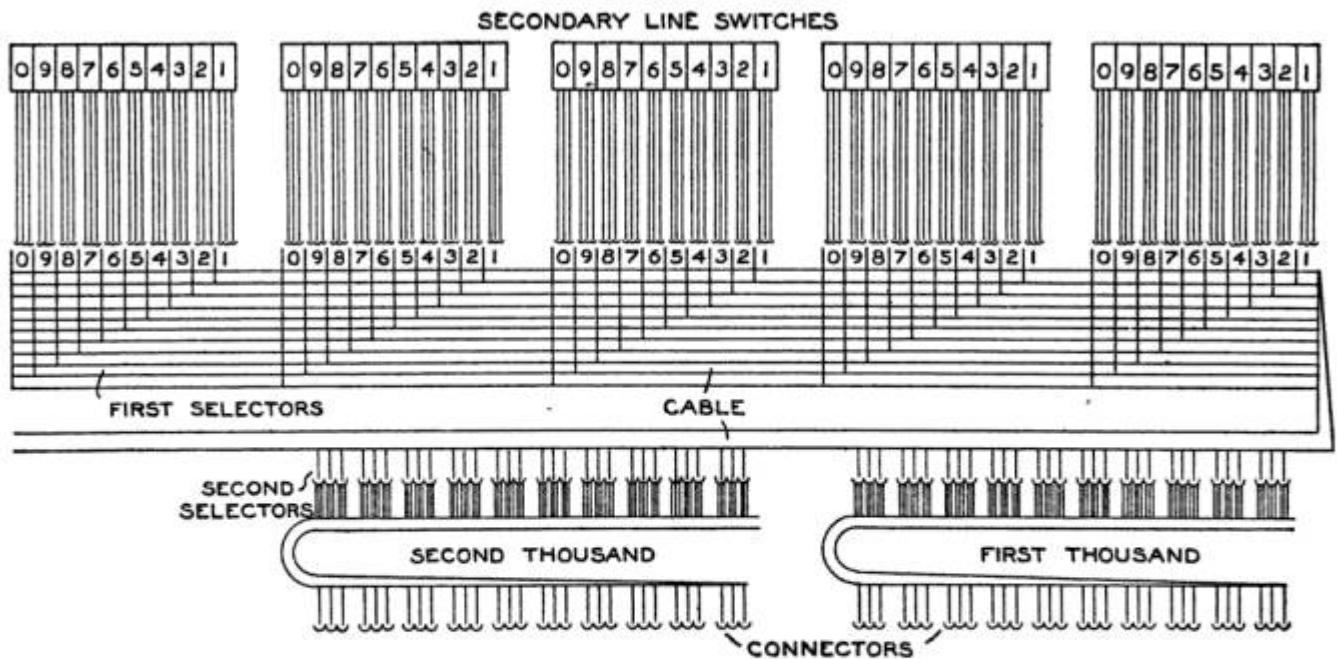 SECONDARY LINE SWITCHES
0 9 8 7 6 5 4 3 2 1 0 9 8 7 6 5 4 3 2 1 0 9 8 7 6 5 4 3 2 1 0 9 8 7 6 5 4 3 2 1 0 9 8 7 6 5 4 3 2 1
0 9 8 7 6 5 4 3 2 1 0 9 8 7 6 5 4 3 2 1 0 9 8 7 6 5 4 3 2 1 0 9 8 7 6 5 4 3 2 1 0 9 8 7 6 5 4 3 2 1
FIRST SELECTORS
CABLE
SECOND
SELECTORS
SECOND THOUSAND
FIRST THOUSAND
CONNECTORS